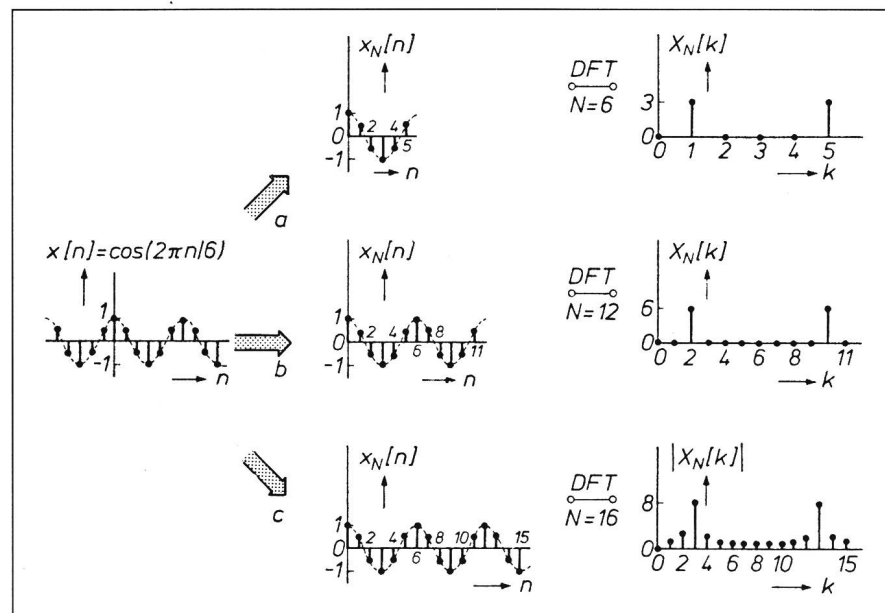 x_N[n]
1
0
-1
2
4
5
n
DFT
N=6
X_N[k]
3
0
0 1 2 3 4 5
k
a
x[n]=cos(2πn/6)
1
-1
n
b
x_N[n]
1
0
-1
2 4 8
6 11
n
DFT
N=12
X_N[k]
6
0
0 2 4 6 8 11
k
c
x_N[n]
1
0
-1
2 4 8 10 15
6
n
DFT
N=16
|X_N[k]|
8
0
0 2 4 6 8 10 15
k